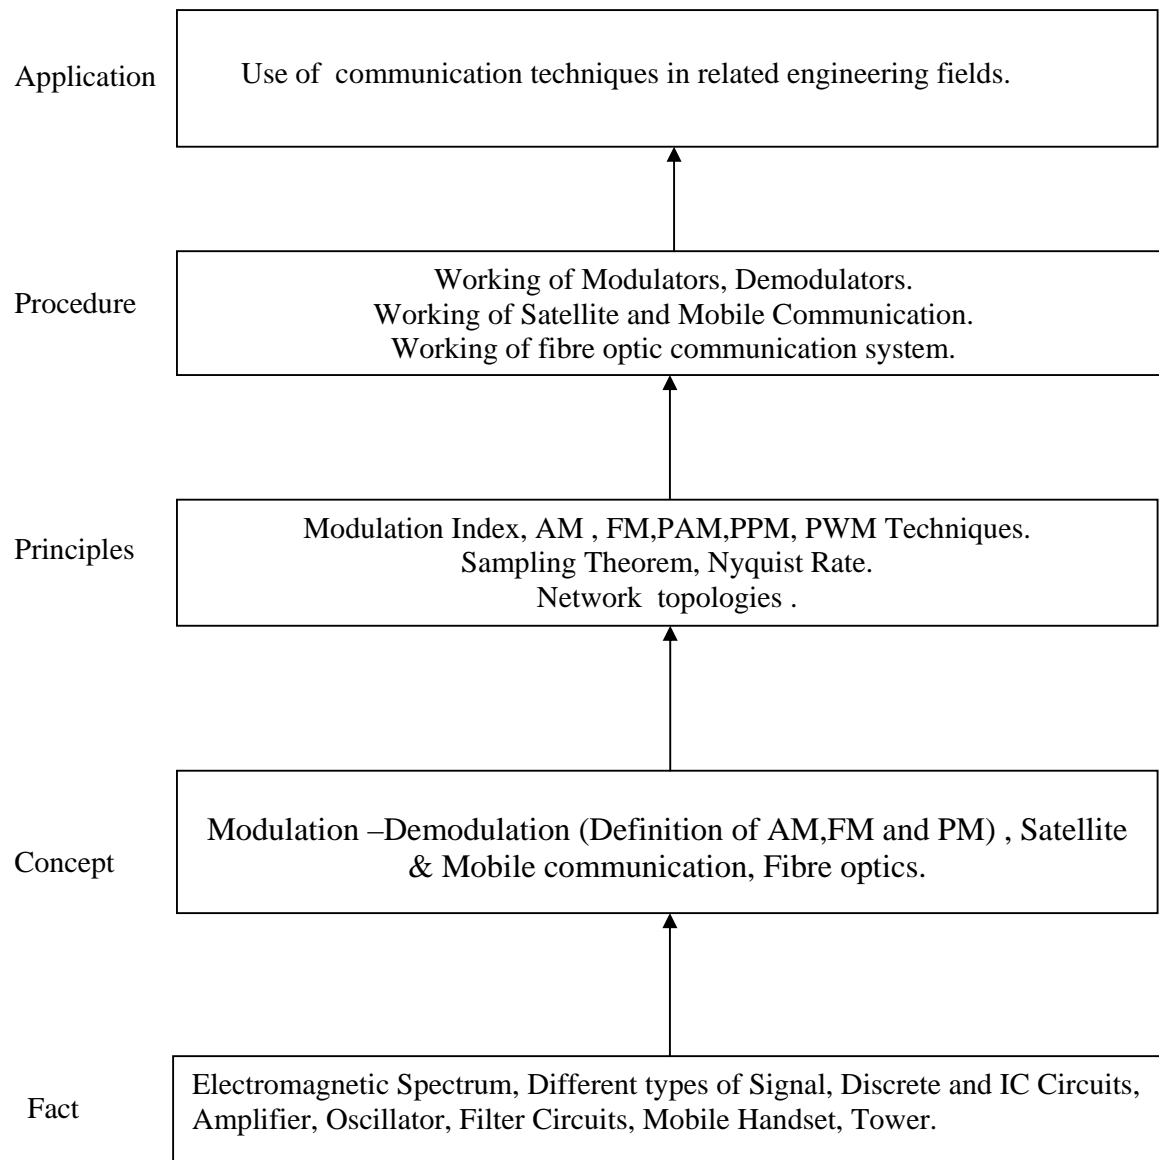 Application
Use of communication techniques in related engineering fields.
Procedure
Working of Modulators, Demodulators.
Working of Satellite and Mobile Communication.
Working of fibre optic communication system.
Principles
Modulation Index, AM , FM,PAM,PPM, PWM Techniques.
Sampling Theorem, Nyquist Rate.
Network topologies .
Concept
Modulation –Demodulation (Definition of AM,FM and PM) , Satellite
& Mobile communication, Fibre optics.
Fact
Electromagnetic Spectrum, Different types of Signal, Discrete and IC Circuits,
Amplifier, Oscillator, Filter Circuits, Mobile Handset, Tower.